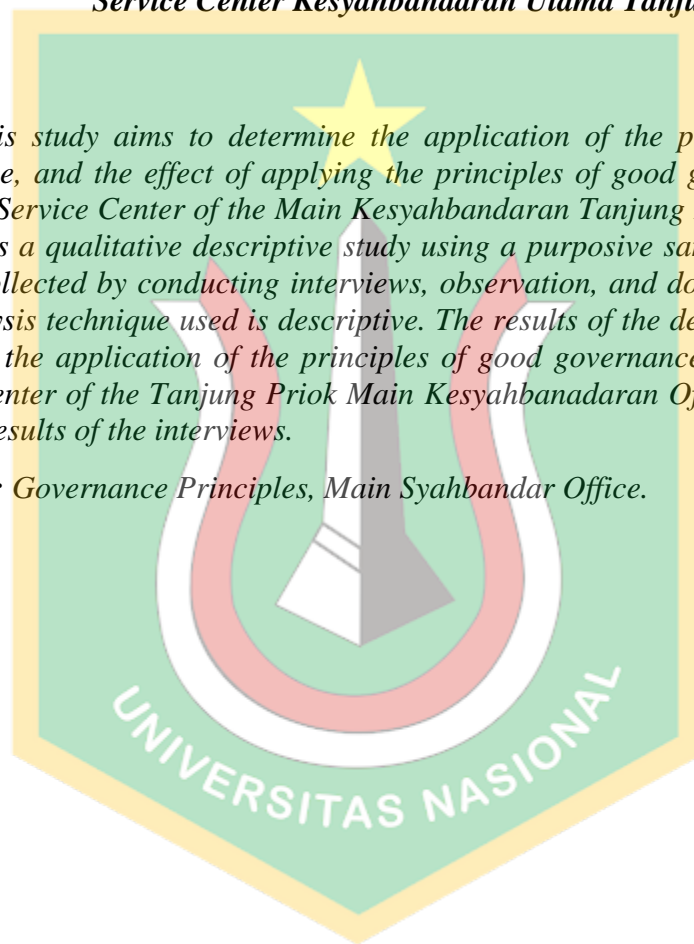 Service Center Kesyahbandaran Utama Tanju
is study aims to determine the application of the p
e, and the effect of applying the principles of good g
Service Center of the Main Kesyahbandaran Tanjung
s a qualitative descriptive study using a purposive sa
ollected by conducting interviews, observation, and do
ysis technique used is descriptive. The results of the de
the application of the principles of good governance
enter of the Tanjung Priok Main Kesyahbanadaran Of
esults of the interviews.
: Governance Principles, Main Syahbandar Office.
UNIVERSITAS NASIONAL